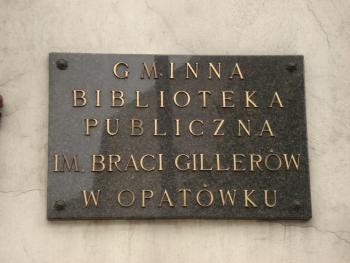 GMINNA
BIBLIOTEKA
PUBLICZNA
IM. BRACI GILLERÓW
W OPATÓWKU